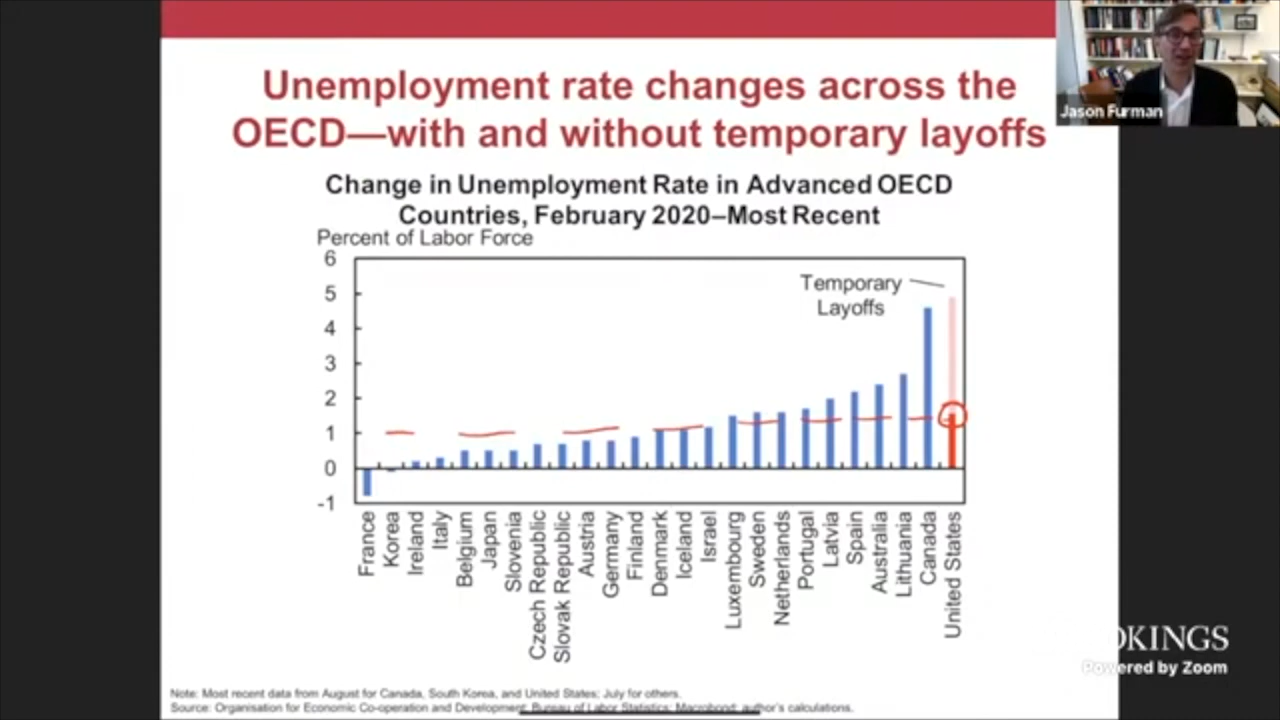 Unemployment rate changes across the
OECD—with and without temporary layoffs
Jason Furman
Change in Unemployment Rate in Advanced OECD
Countries, February 2020–Most Recent
Percent of Labor Force
6
5
4
3
2
1
0
-1
Temporary
Layoffs
France
Korea
Ireland
Italy
Belgium
Japan
Slovenia
Czech Republic
Slovak Republic
Austria
Germany
Finland
Denmark
Iceland
Israel
Luxembourg
Sweden
Netherlands
Portugal
Latvia
Spain
Australia
Lithuania
Canada
United States
OKINGS
Powered by Zoom
Note: Most recent data from August for Canada, South Korea, and United States; July for others.
Source: Organisation for Economic Co-operation and Development; Bureau of Labor Statistics; Macrobond; author's calculations.